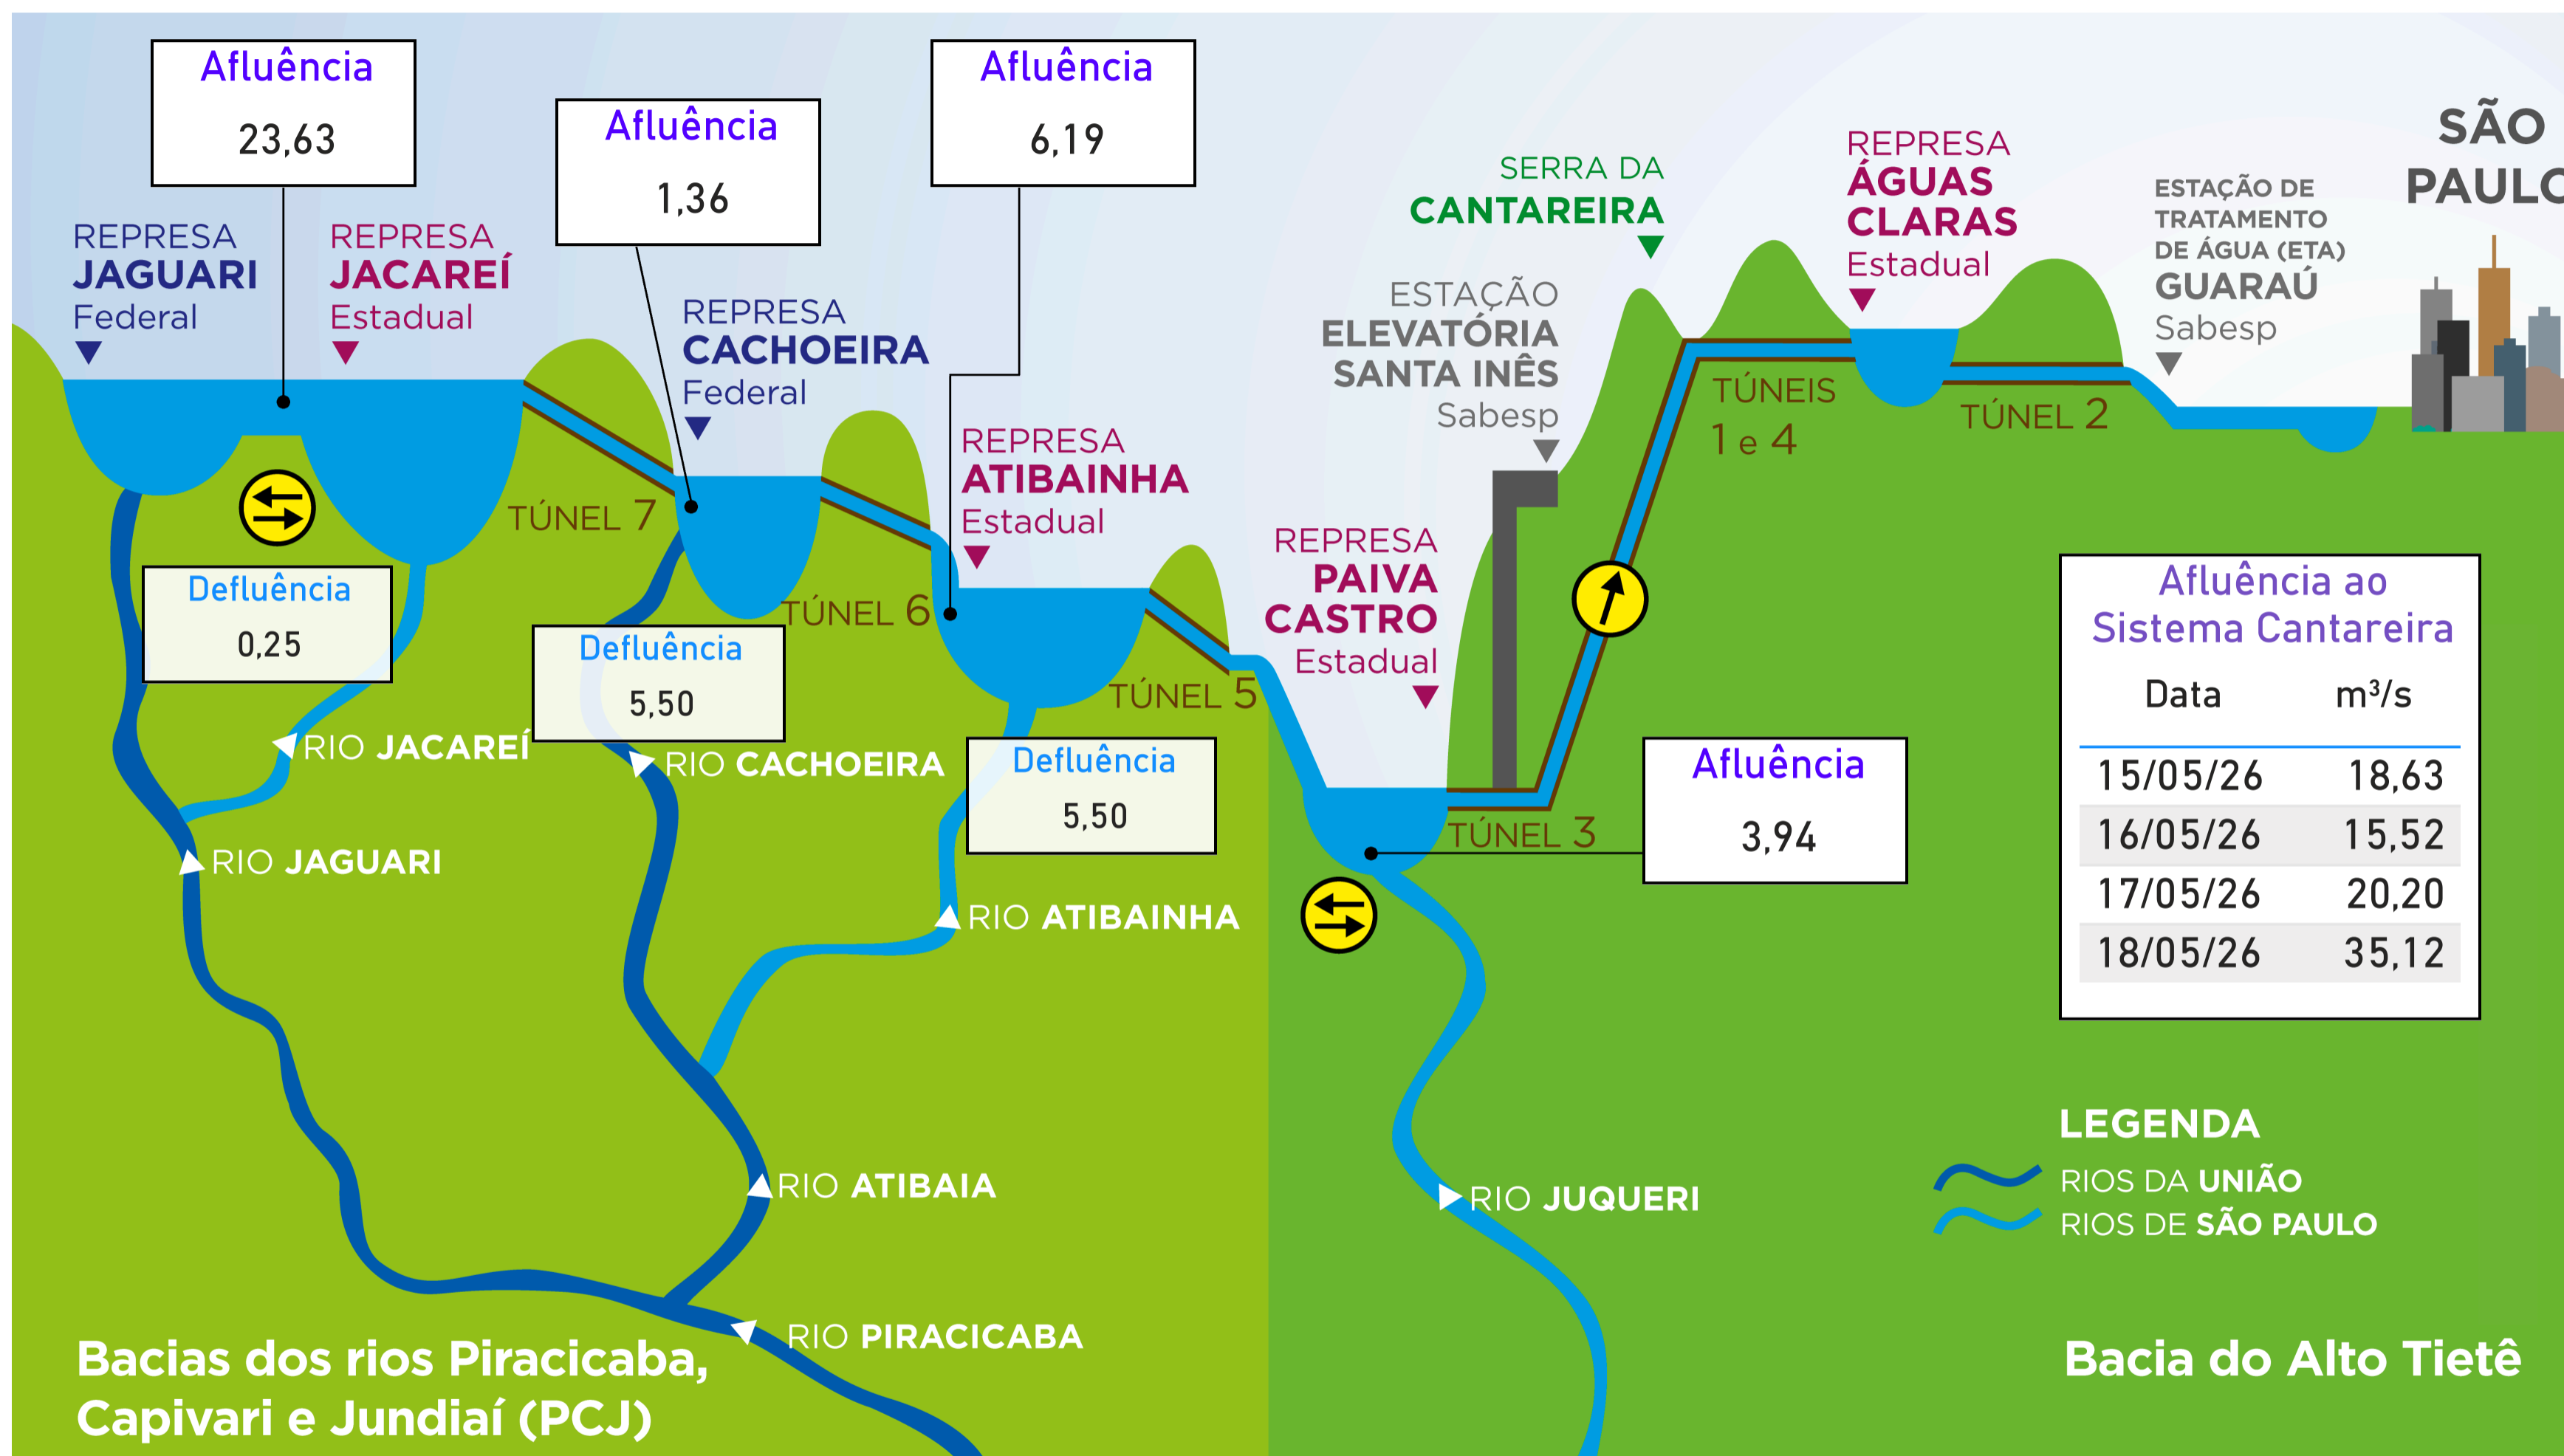 Afluência
23,63
Afluência
1,36
Afluência
6,19
REPRESA
JAGUARI
Federal
REPRESA
JACAREÍ
Estadual
REPRESA
CACHOEIRA
Federal
REPRESA
ATIBAINHA
Estadual
SERRA DA
CANTAREIRA
ESTAÇÃO
ELEVATÓRIA
SANTA INÊS
Sabesp
REPRESA
ÁGUAS
CLARAS
Estadual
ESTAÇÃO DE
TRATAMENTO
DE ÁGUA (ETA)
GUARAÚ
Sabesp
SÃO
PAULO
TÚNEL 7
TÚNEL 6
TÚNEL 5
REPRESA
PAIVA
CASTRO
Estadual
TÚNEIS
1 e 4
TÚNEL 2
TÚNEL 3
Defluência
0,25
Defluência
5,50
Defluência
5,50
Afluência
3,94
Afluência ao
Sistema Cantareira
Data m³/s
15/05/26 18,63
16/05/26 15,52
17/05/26 20,20
18/05/26 35,12
RIO JACAREÍ
RIO CACHOEIRA
RIO JAGUARI
RIO ATIBAINHA
RIO ATIBAIA
RIO JUQUERI
RIO PIRACICABA
LEGENDA
RIOS DA UNIÃO
RIOS DE SÃO PAULO
Bacias dos rios Piracicaba,
Capivari e Jundiaí (PCJ)
Bacia do Alto Tietê